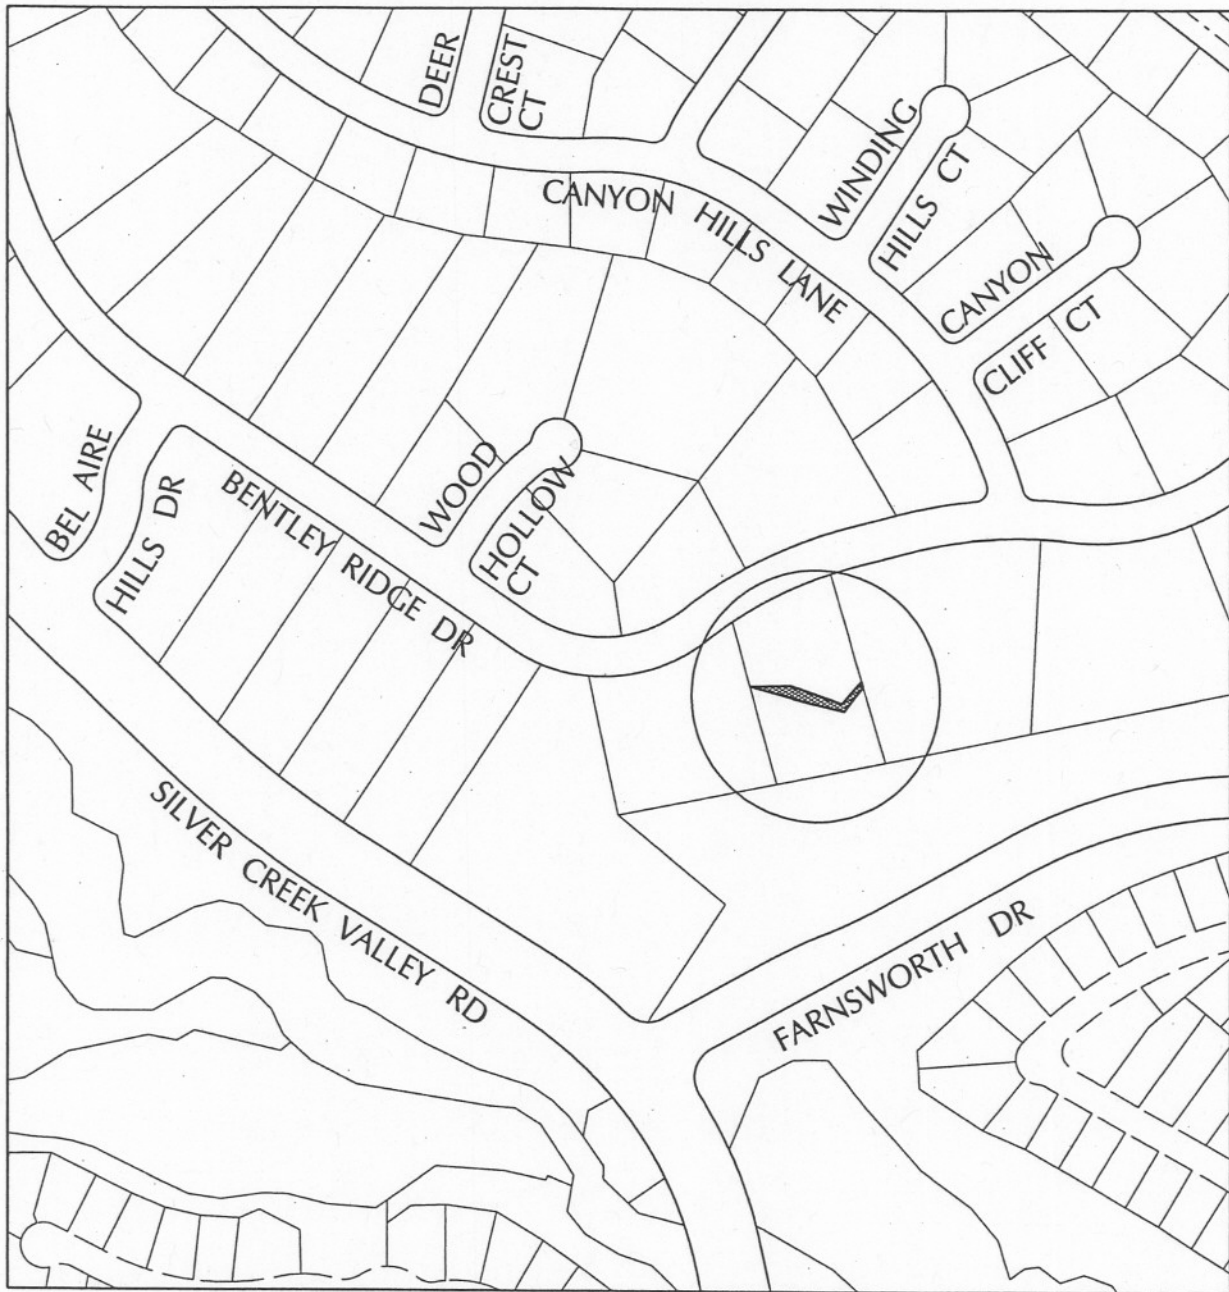 DEER
CREST
CT
WINDING
HILLS CT
CANYON HILLS LANE
CANYON
CLIFF CT
BEL AIRE
HILLS DR
BENTLEY RIDGE DR
WOOD
HOLLOW
CT
SILVER CREEK VALLEY RD
FARNSWORTH DR